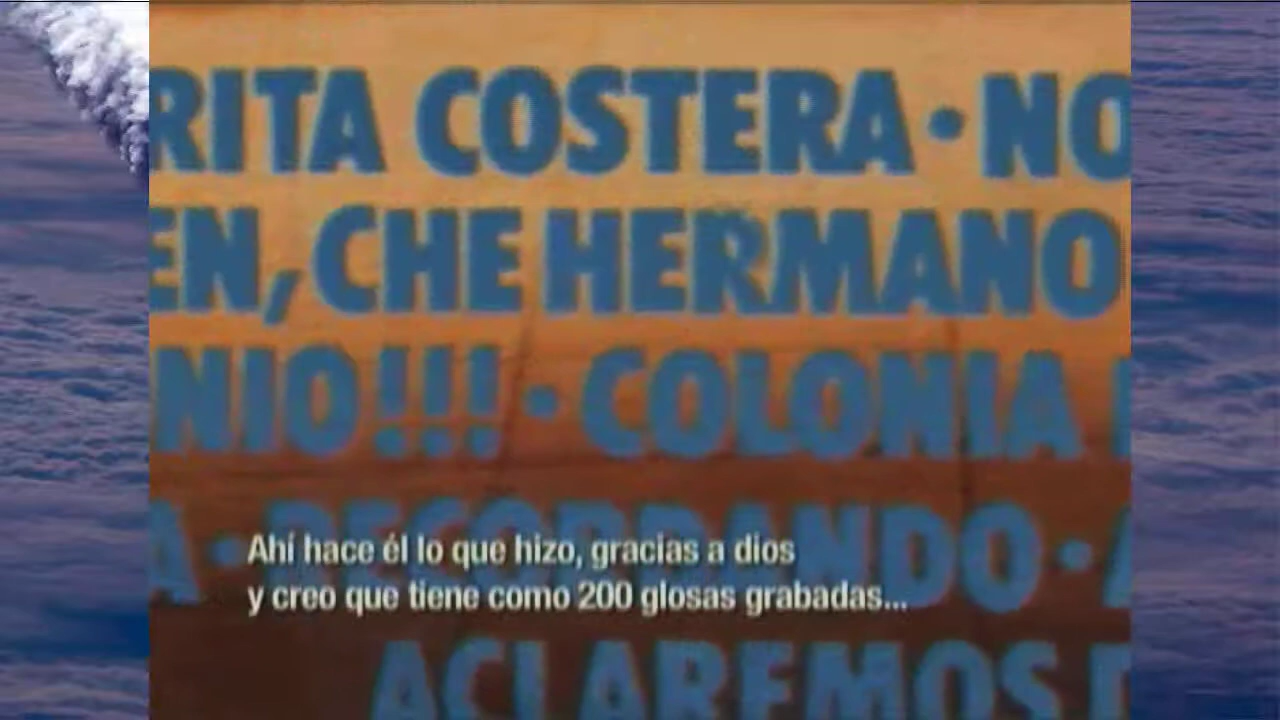 RITA COSTERA • NO
EN, CHE HERMANO
NIO!!! • COLONIA
A • RECORRANDO •
Ahí hace él lo que hizo, gracias a dios
y creo que tiene como 200 glosas grabadas...
ACLAREMOS